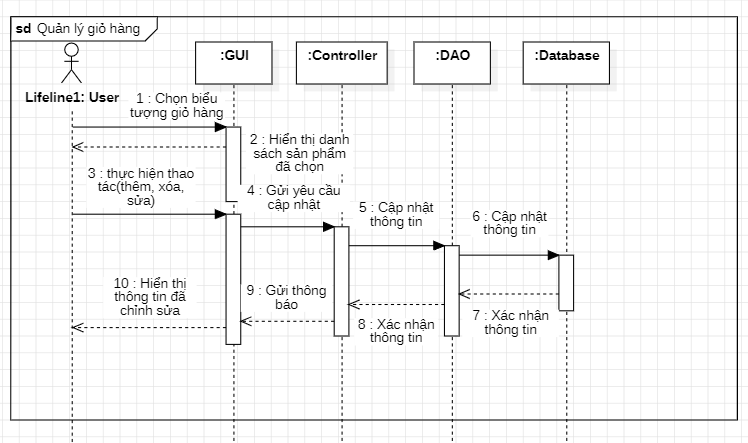 sd Quản lý giỏ hàng
:GUI
:Controller
:DAO
:Database
Lifeline1: User
1 : Chọn biểu
tượng giỏ hàng
2 : Hiển thị danh
sách sản phẩm
đã chọn
3 : thực hiện thao
tác(thêm, xóa,
sửa)
4 : Gửi yêu cầu
cập nhật
5 : Cập nhật
thông tin
6 : Cập nhật
thông tin
7 : Xác nhận
thông tin
8 : Xác nhận
thông tin
9 : Gửi thông
báo
10 : Hiển thị
thông tin đã
chỉnh sửa